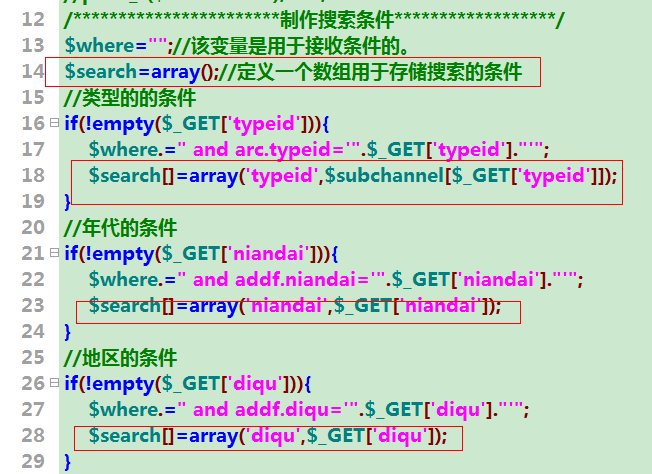 12 /************************制作搜索条件******************/
13 $where="";//该变量是用于接收条件的。
14 $search=array();//定义一个数组用于存储搜索的条件
15 //类型的的条件
16 if(!empty($_GET['typeid'])){
17 $where.=" and arc.typeid='".$_GET['typeid']."'";
18 $search[]=array('typeid',$subchannel[$_GET['typeid']]);
19 }
20 //年代的条件
21 if(!empty($_GET['niandai'])){
22 $where.=" and addf.niandai='".$_GET['niandai']."'";
23 $search[]=array('niandai',$_GET['niandai']);
24 }
25 //地区的条件
26 if(!empty($_GET['diqu'])){
27 $where.=" and addf.diqu='".$_GET['diqu']."'";
28 $search[]=array('diqu',$_GET['diqu']);
29 }